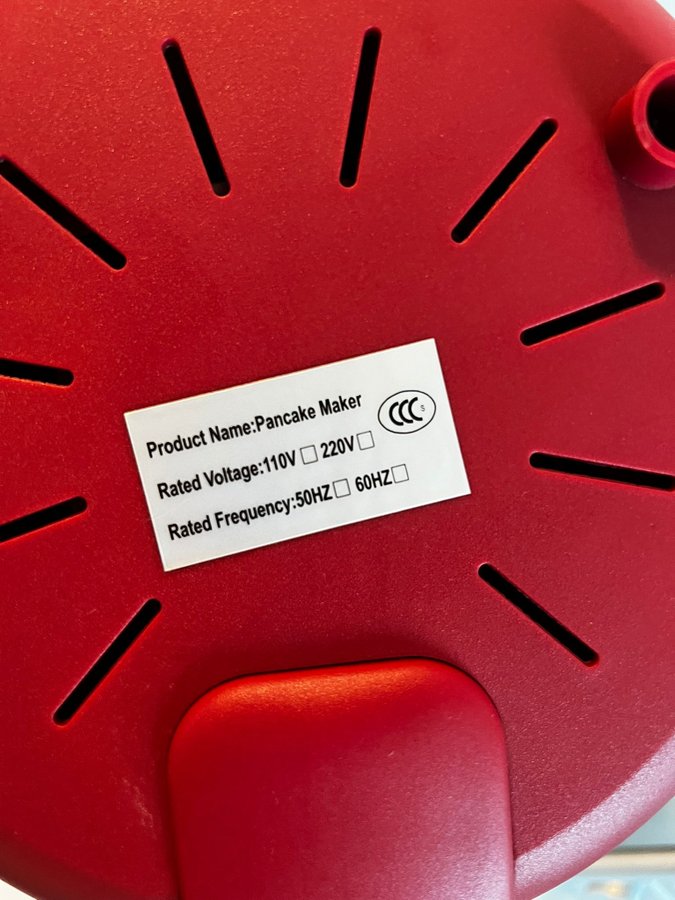 Product Name:Pancake Maker
CCC S
Rated Voltage:110V □ 220V □
Rated Frequency:50HZ □ 60HZ □